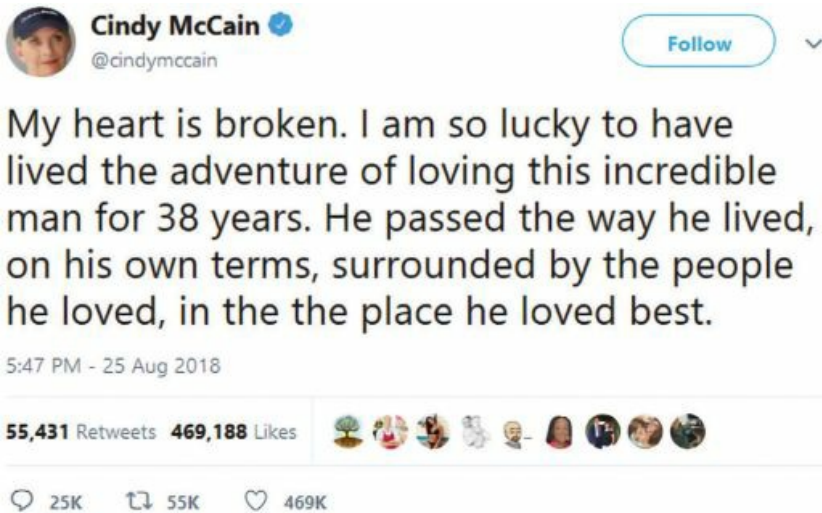 Cindy McCain
Follow
@cindymccain
My heart is broken. I am so lucky to have
lived the adventure of loving this incredible
man for 38 years. He passed the way he lived,
on his own terms, surrounded by the people
he loved, in the the place he loved best.
5:47 PM - 25 Aug 2018
55,431 Retweets 469,188 Likes
25K 55K 469K